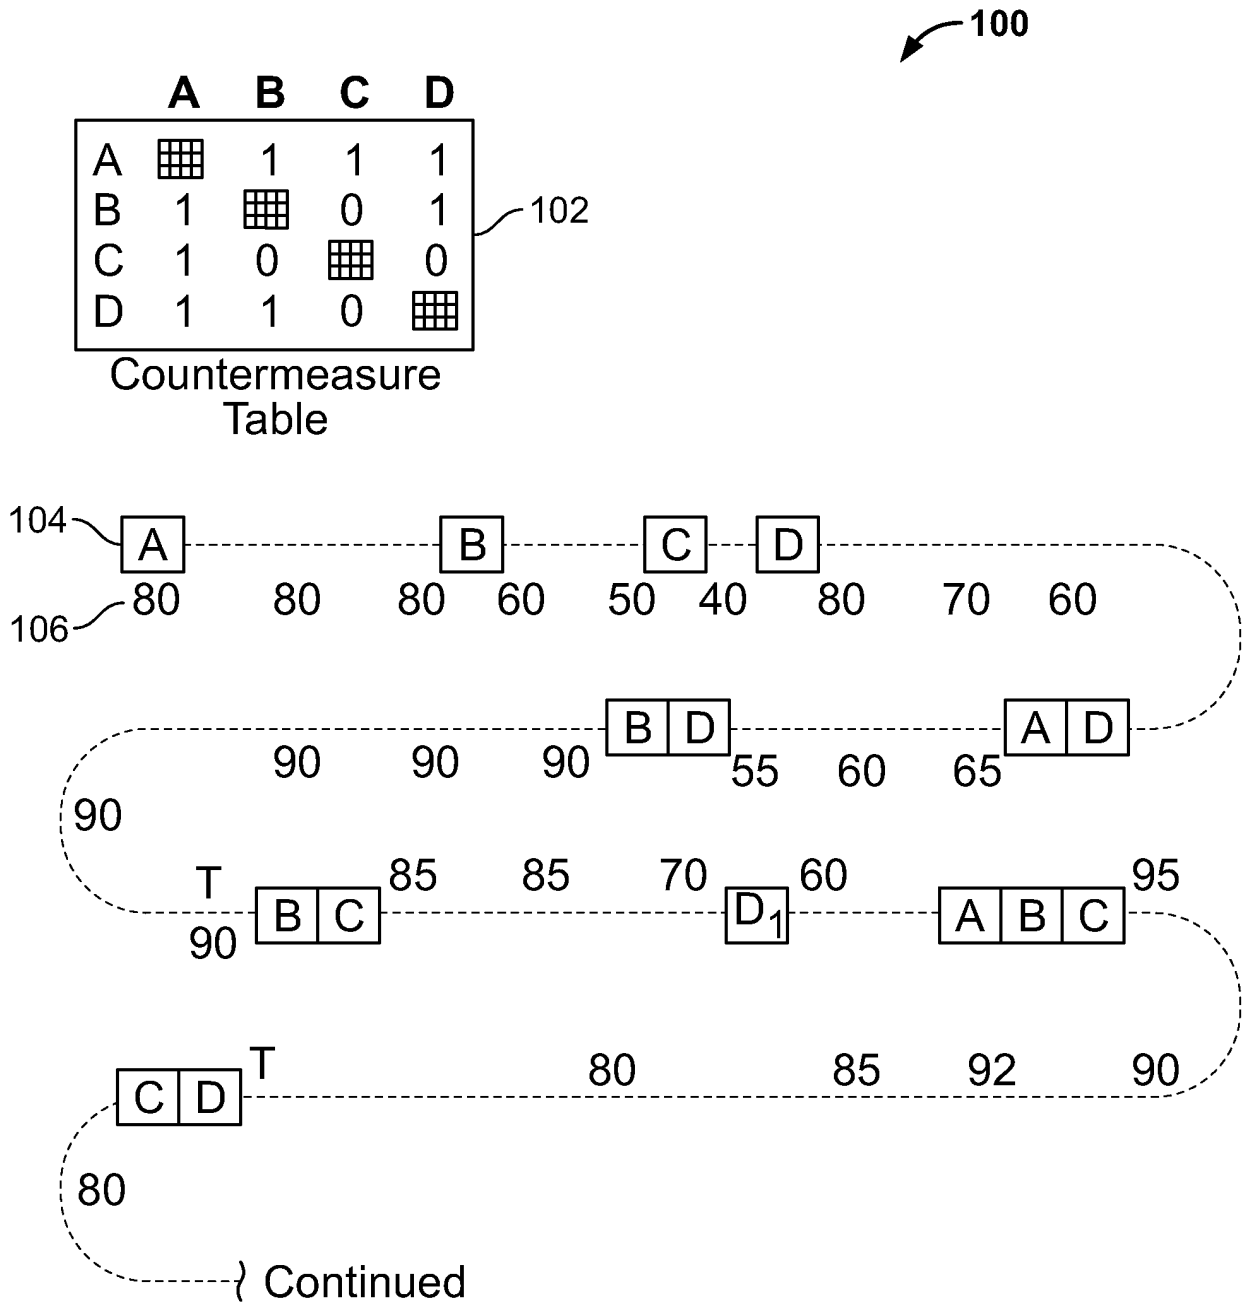 100
A B C D
A 1 1 1
B 1 0 1
C 1 0 0
D 1 1 0
102
Countermeasure
Table
104 A B C D
106 80 80 80 60 50 40 80 70 60
B D A D
90 90 90 55 60 65
90
T 85 85 70 60 95
B C D1 A B C
90
T 80 85 92 90
C D
80
Continued